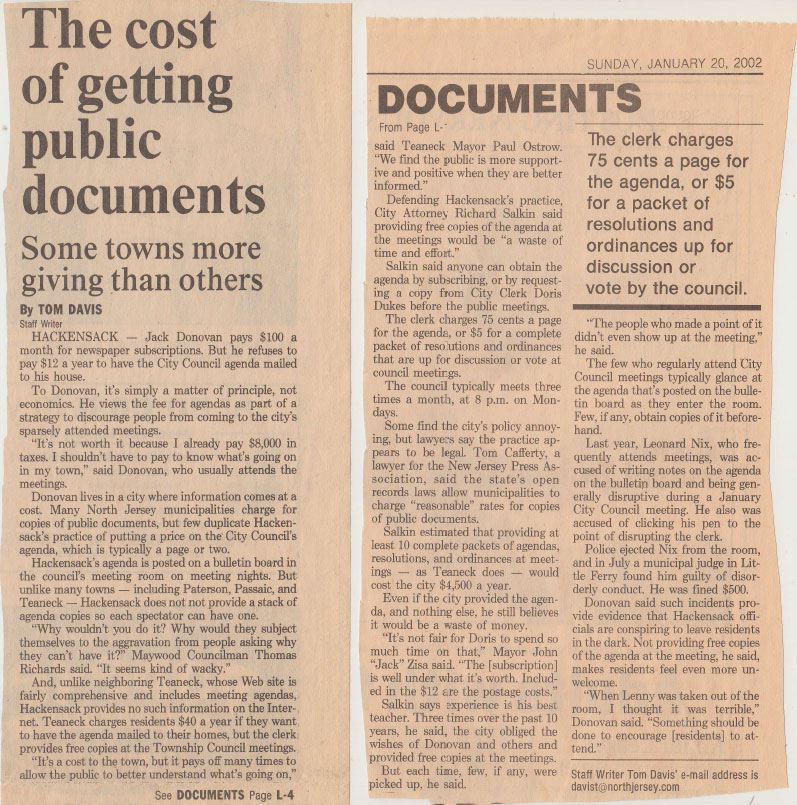 The cost
of getting
public
documents
Some towns more
giving than others
By TOM DAVIS
Staff Writer
HACKENSACK — Jack Donovan pays $100 a
month for newspaper subscriptions. But he refuses to
pay $12 a year to have the City Council agenda mailed
to his house.
To Donovan, it's simply a matter of principle, not
economics. He views the fee for agendas as part of a
strategy to discourage people from coming to the city's
sparsely attended meetings.
"It's not worth it because I already pay $8,000 in
taxes. I shouldn't have to pay to know what's going on
in my town," said Donovan, who usually attends the
meetings.
Donovan lives in a city where information comes at a
cost. Many North Jersey municipalities charge for
copies of public documents, but few duplicate Hacken-
sack's practice of putting a price on the City Council's
agenda, which is typically a page or two.
Hackensack's agenda is posted on a bulletin board in
the council's meeting room on meeting nights. But
unlike many towns — including Paterson, Passaic, and
Teaneck — Hackensack does not not provide a stack of
agenda copies so each spectator can have one.
"Why wouldn't you do it? Why would they subject
themselves to the aggravation from people asking why
they can't have it?" Maywood Councilman Thomas
Richards said. "It seems kind of wacky."
And, unlike neighboring Teaneck, whose Web site is
fairly comprehensive and includes meeting agendas,
Hackensack provides no such information on the Inter-
net. Teaneck charges residents $40 a year if they want
to have the agenda mailed to their homes, but the clerk
provides free copies at the Township Council meetings.
"It's a cost to the town, but it pays off many times to
allow the public to better understand what's going on,"
See DOCUMENTS Page L-4
SUNDAY, JANUARY 20, 2002
DOCUMENTS
From Page L-
said Teaneck Mayor Paul Ostrow.
"We find the public is more support-
ive and positive when they are better
informed."
Defending Hackensack's practice,
City Attorney Richard Salkin said
providing free copies of the agenda at
the meetings would be "a waste of
time and effort."
Salkin said anyone can obtain the
agenda by subscribing, or by request-
ing a copy from City Clerk Doris
Dukes before the public meetings.
The clerk charges 75 cents a page
for the agenda, or $5 for a complete
packet of resolutions and ordinances
that are up for discussion or vote at
council meetings.
The council typically meets three
times a month, at 8 p.m. on Mon-
days.
Some find the city's policy annoy-
ing, but lawyers say the practice ap-
pears to be legal. Tom Cafferty, a
lawyer for the New Jersey Press As-
sociation, said the state's open
records laws allow municipalities to
charge "reasonable" rates for copies
of public documents.
Salkin estimated that providing at
least 10 complete packets of agendas,
resolutions, and ordinances at meet-
ings — as Teaneck does — would
cost the city $4,500 a year.
Even if the city provided the agen-
da, and nothing else, he still believes
it would be a waste of money.
"It's not fair for Doris to spend so
much time on that," Mayor John
"Jack" Zisa said. "The [subscription]
is well under what it's worth. Includ-
ed in the $12 are the postage costs."
Salkin says experience is his best
teacher. Three times over the past 10
years, he said, the city obliged the
wishes of Donovan and others and
provided free copies at the meetings.
But each time, few, if any, were
picked up, he said.
The clerk charges
75 cents a page for
the agenda, or $5
for a packet of
resolutions and
ordinances up for
discussion or
vote by the council.
"The people who made a point of it
didn't even show up at the meeting,"
he said.
The few who regularly attend City
Council meetings typically glance at
the agenda that's posted on the bulle-
tin board as they enter the room.
Few, if any, obtain copies of it before-
hand.
Last year, Leonard Nix, who fre-
quently attends meetings, was ac-
cused of writing notes on the agenda
on the bulletin board and being gen-
erally disruptive during a January
City Council meeting. He also was
accused of clicking his pen to the
point of disrupting the clerk.
Police ejected Nix from the room,
and in July a municipal judge in Lit-
tle Ferry found him guilty of disor-
derly conduct. He was fined $500.
Donovan said such incidents pro-
vide evidence that Hackensack offi-
cials are conspiring to leave residents
in the dark. Not providing free copies
of the agenda at the meeting, he said,
makes residents feel even more un-
welcome.
"When Lenny was taken out of the
room, I thought it was terrible,"
Donovan said. "Something should be
done to encourage [residents] to at-
tend."
Staff Writer Tom Davis' e-mail address is
davist@northjersey.com